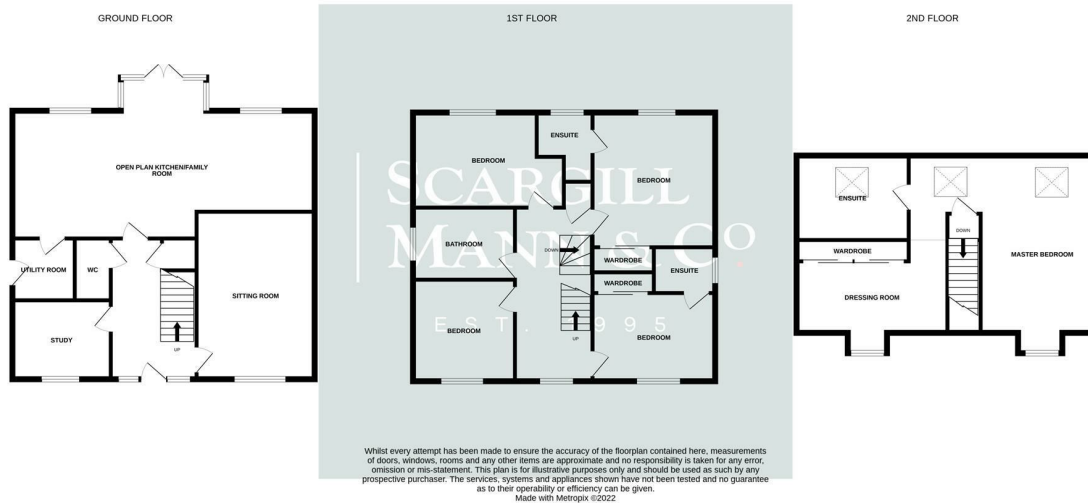 GROUND FLOOR
1ST FLOOR
2ND FLOOR
OPEN PLAN KITCHEN/FAMILY
ROOM
UTILITY ROOM
WC
SITTING ROOM
STUDY
UP
BEDROOM
ENSUITE
BEDROOM
BATHROOM
DOWN
WARDROBE
WARDROBE
ENSUITE
BEDROOM
BEDROOM
UP
SCARGILL
MANN & CO
EST. 1995
ENSUITE
WARDROBE
DRESSING ROOM
DOWN
MASTER BEDROOM
Whilst every attempt has been made to ensure the accuracy of the floorplan contained here, measurements
of doors, windows, rooms and any other items are approximate and no responsibility is taken for any error,
omission or mis-statement. This plan is for illustrative purposes only and should be used as such by any
prospective purchaser. The services, systems and appliances shown have not been tested and no guarantee
as to their operability or efficiency can be given.
Made with Metropix ©2022